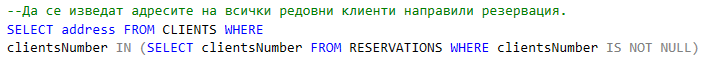 --Да се изведат адресите на всички редовни клиенти направили резервация.
SELECT address FROM CLIENTS WHERE
clientsNumber IN (SELECT clientsNumber FROM RESERVATIONS WHERE clientsNumber IS NOT NULL)